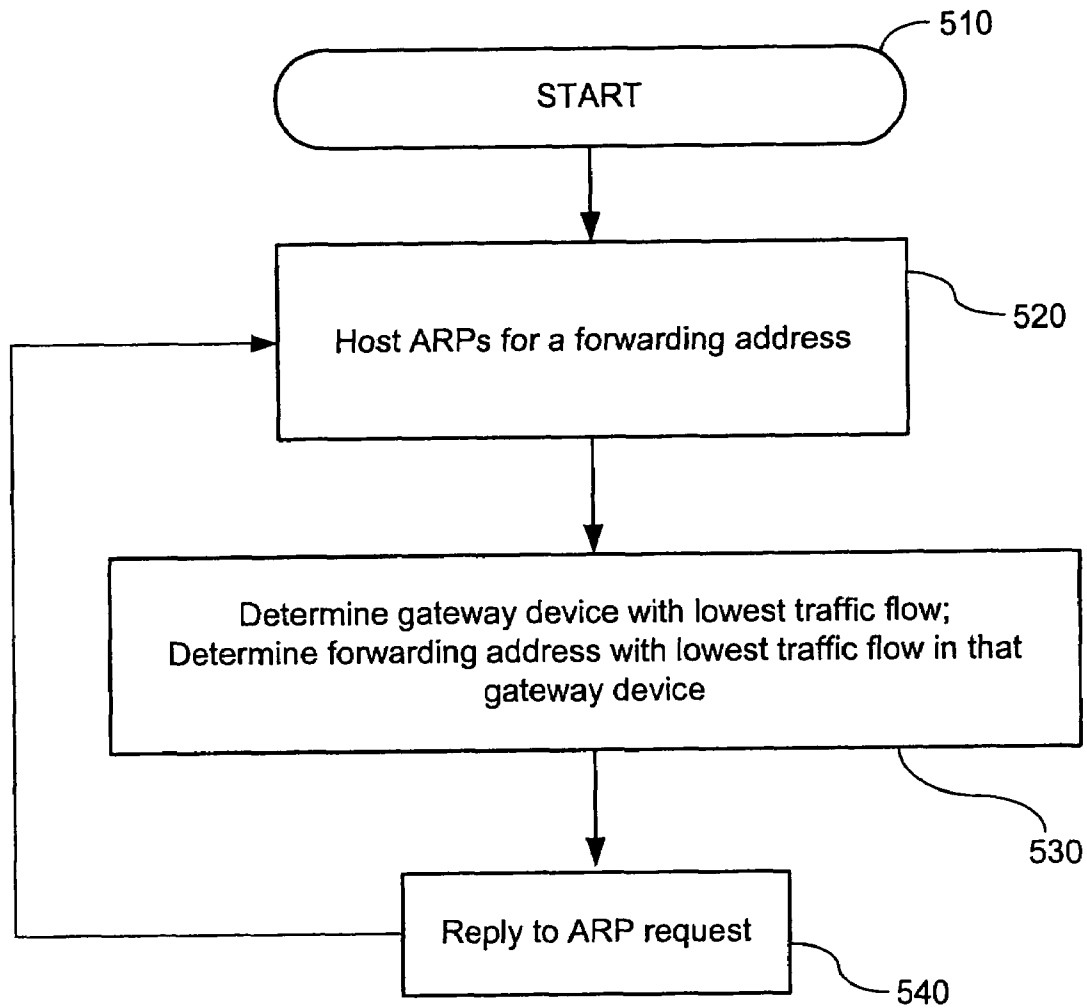 510
START
Host ARPs for a forwarding address
520
Determine gateway device with lowest traffic flow;
Determine forwarding address with lowest traffic flow in that
gateway device
530
Reply to ARP request
540